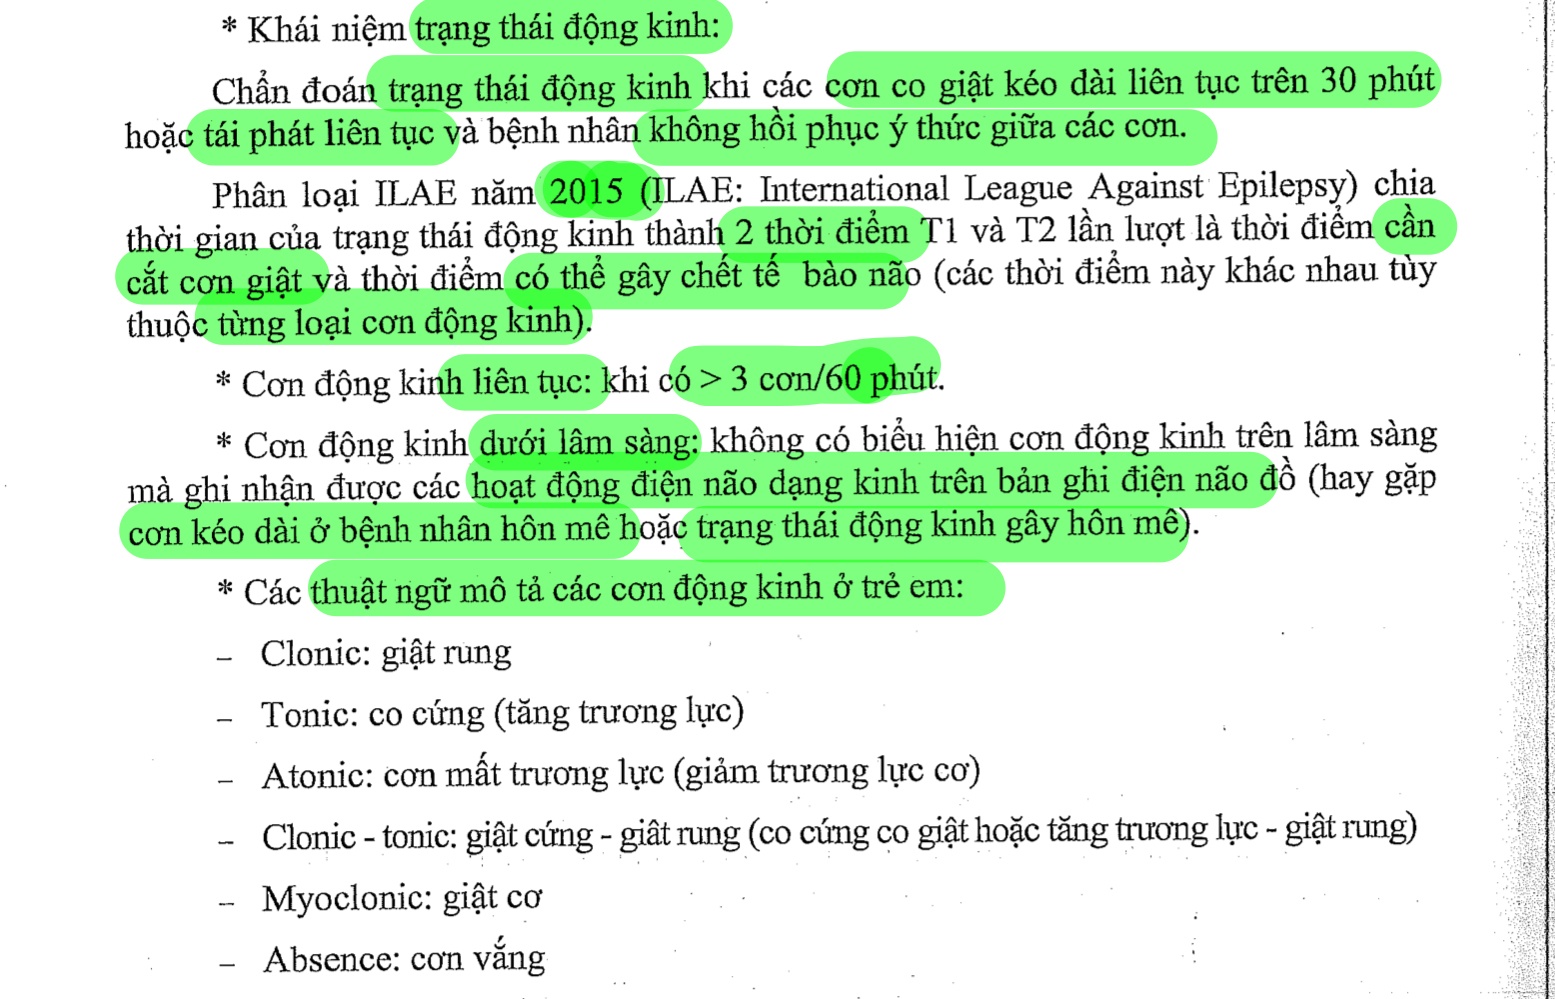 * Khái niệm trạng thái động kinh:
Chẩn đoán trạng thái động kinh khi các cơn co giật kéo dài liên tục trên 30 phút
hoặc tái phát liên tục và bệnh nhân không hồi phục ý thức giữa các cơn.
Phân loại ILAE năm 2015 (ILAE: International League Against Epilepsy) chia
thời gian của trạng thái động kinh thành 2 thời điểm T1 và T2 lần lượt là thời điểm cần
cắt cơn giật và thời điểm có thể gây chết tế bào não (các thời điểm này khác nhau tùy
thuộc từng loại cơn động kinh).
* Cơn động kinh liên tục: khi có > 3 cơn/60 phút.
* Cơn động kinh dưới lâm sàng: không có biểu hiện cơn động kinh trên lâm sàng
mà ghi nhận được các hoạt động điện não dạng kinh trên bản ghi điện não đồ (hay gặp
cơn kéo dài ở bệnh nhân hôn mê hoặc trạng thái động kinh gây hôn mê).
* Các thuật ngữ mô tả các cơn động kinh ở trẻ em:
– Clonic: giật rung
– Tonic: co cứng (tăng trương lực)
– Atonic: cơn mất trương lực (giảm trương lực cơ)
– Clonic - tonic: giật cứng - giât rung (co cứng co giật hoặc tăng trương lực - giật rung)
– Myoclonic: giật cơ
– Absence: cơn vắng